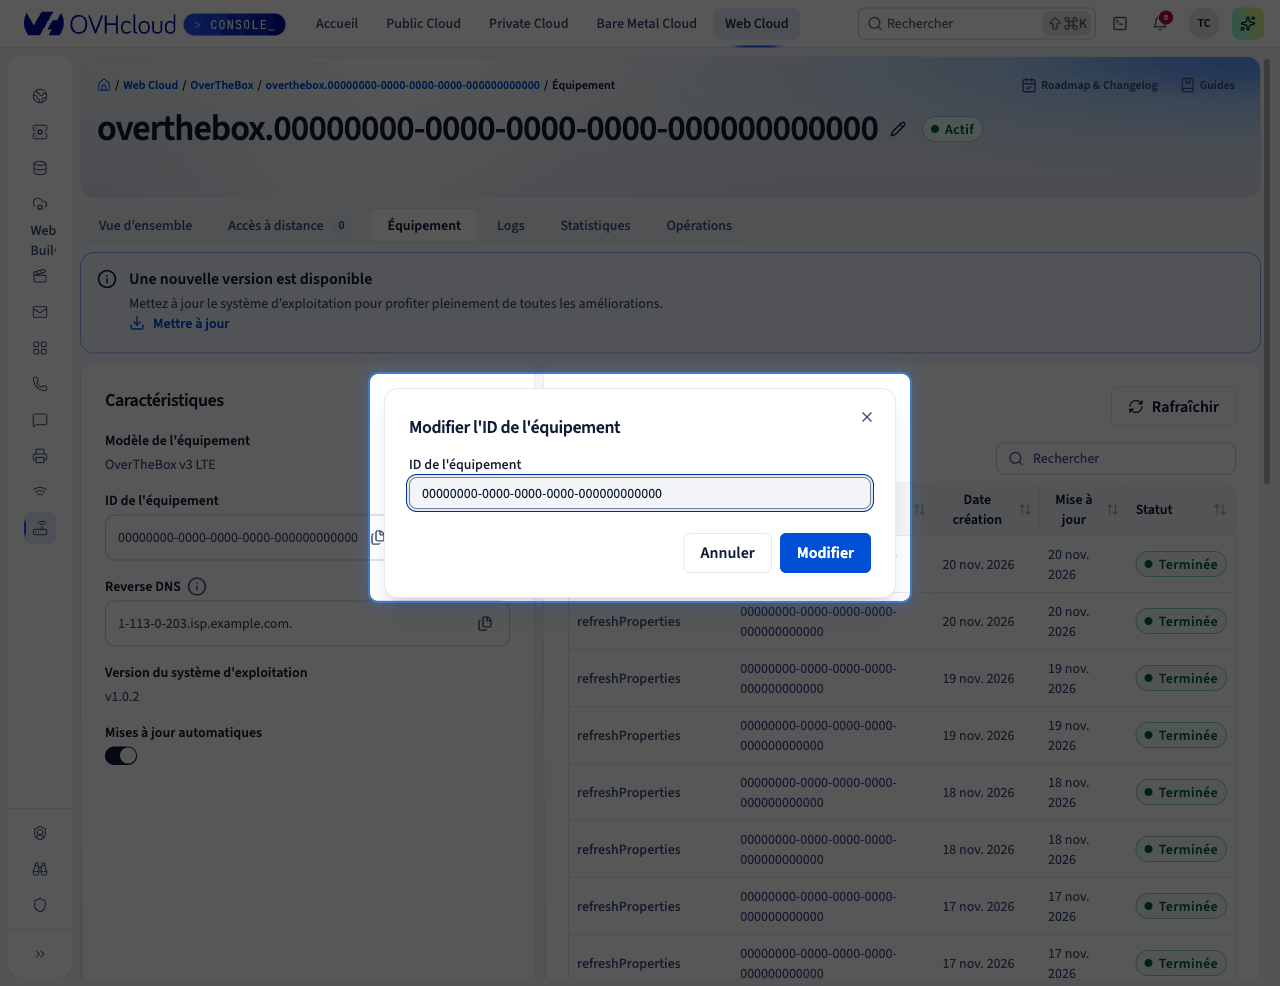 OVHcloud
> CONSOLE_
Accueil
Public Cloud
Private Cloud
Bare Metal Cloud
Web Cloud
Rechercher
⇧⌘K
8
TC
/ Web Cloud / OverTheBox / overthebox.00000000-0000-0000-0000-000000000000 / Équipement
Roadmap & Changelog
Guides
overthebox.00000000-0000-0000-0000-000000000000
Actif
Web
Buil
Vue d'ensemble
Accès à distance 0
Équipement
Logs
Statistiques
Opérations
Une nouvelle version est disponible
Mettez à jour le système d'exploitation pour profiter pleinement de toutes les améliorations.
Mettre à jour
Caractéristiques
Modèle de l'équipement
OverTheBox v3 LTE
ID de l'équipement
00000000-0000-0000-0000-000000000000
Reverse DNS
1-113-0-203.isp.example.com.
Version du système d'exploitation
v1.0.2
Mises à jour automatiques
Modifier l'ID de l'équipement
ID de l'équipement
00000000-0000-0000-0000-000000000000
Annuler
Modifier
Rafraîchir
Rechercher
Date
création
Mise à
jour
Statut
20 nov. 2026
20 nov.
2026
Terminée
refreshProperties
00000000-0000-0000-0000-
000000000000
20 nov. 2026
20 nov.
2026
Terminée
refreshProperties
00000000-0000-0000-0000-
000000000000
19 nov. 2026
19 nov.
2026
Terminée
refreshProperties
00000000-0000-0000-0000-
000000000000
19 nov. 2026
19 nov.
2026
Terminée
refreshProperties
00000000-0000-0000-0000-
000000000000
18 nov. 2026
18 nov.
2026
Terminée
refreshProperties
00000000-0000-0000-0000-
000000000000
18 nov. 2026
18 nov.
2026
Terminée
refreshProperties
00000000-0000-0000-0000-
000000000000
17 nov. 2026
17 nov.
2026
Terminée
refreshProperties
00000000-0000-0000-0000-
000000000000
17 nov. 2026
17 nov.
2026
Terminée